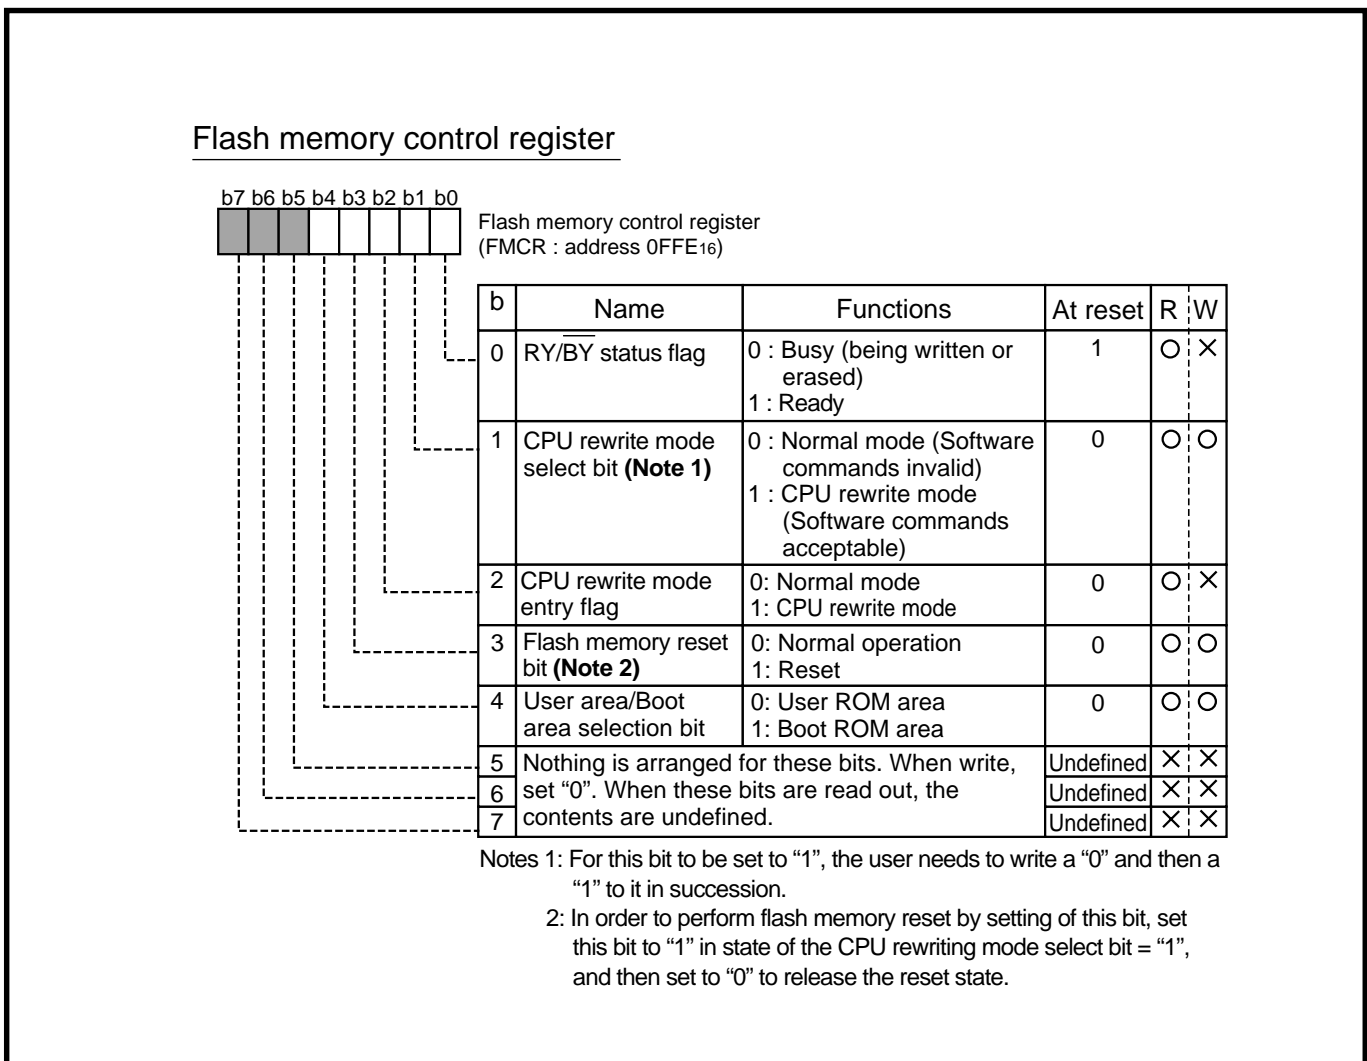 Flash memory control register
b7 b6 b5 b4 b3 b2 b1 b0
Flash memory control register
(FMCR : address 0FFE16)
b Name Functions At reset R W
0 RY/B̅Y̅ status flag 0 : Busy (being written or 1 O ×
erased)
1 : Ready
1 CPU rewrite mode 0 : Normal mode (Software 0 O O
select bit (Note 1) commands invalid)
1 : CPU rewrite mode
(Software commands
acceptable)
2 CPU rewrite mode 0: Normal mode 0 O ×
entry flag 1: CPU rewrite mode
3 Flash memory reset 0: Normal operation 0 O O
bit (Note 2) 1: Reset
4 User area/Boot 0: User ROM area 0 O O
area selection bit 1: Boot ROM area
5 Nothing is arranged for these bits. When write, Undefined × ×
6 set “0”. When these bits are read out, the Undefined × ×
7 contents are undefined. Undefined × ×
Notes 1: For this bit to be set to “1”, the user needs to write a “0” and then a
“1” to it in succession.
2: In order to perform flash memory reset by setting of this bit, set
this bit to “1” in state of the CPU rewriting mode select bit = “1”,
and then set to “0” to release the reset state.